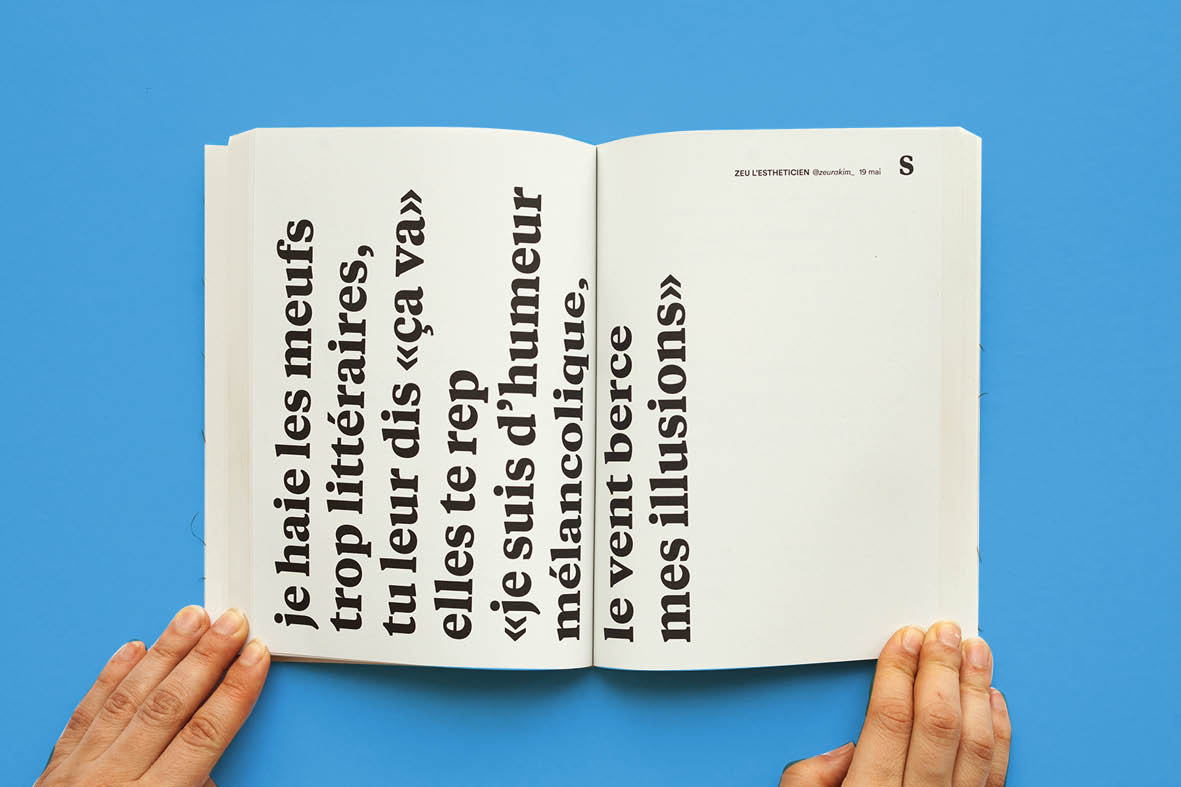 je haie les meufs
trop littéraires,
tu leur dis «ça va»
elles te rep
«je suis d’humeur
mélancolique,
le vent berce
mes illusions»
ZEU L'ESTHETICIEN @zeurakim_ 19 mai
S